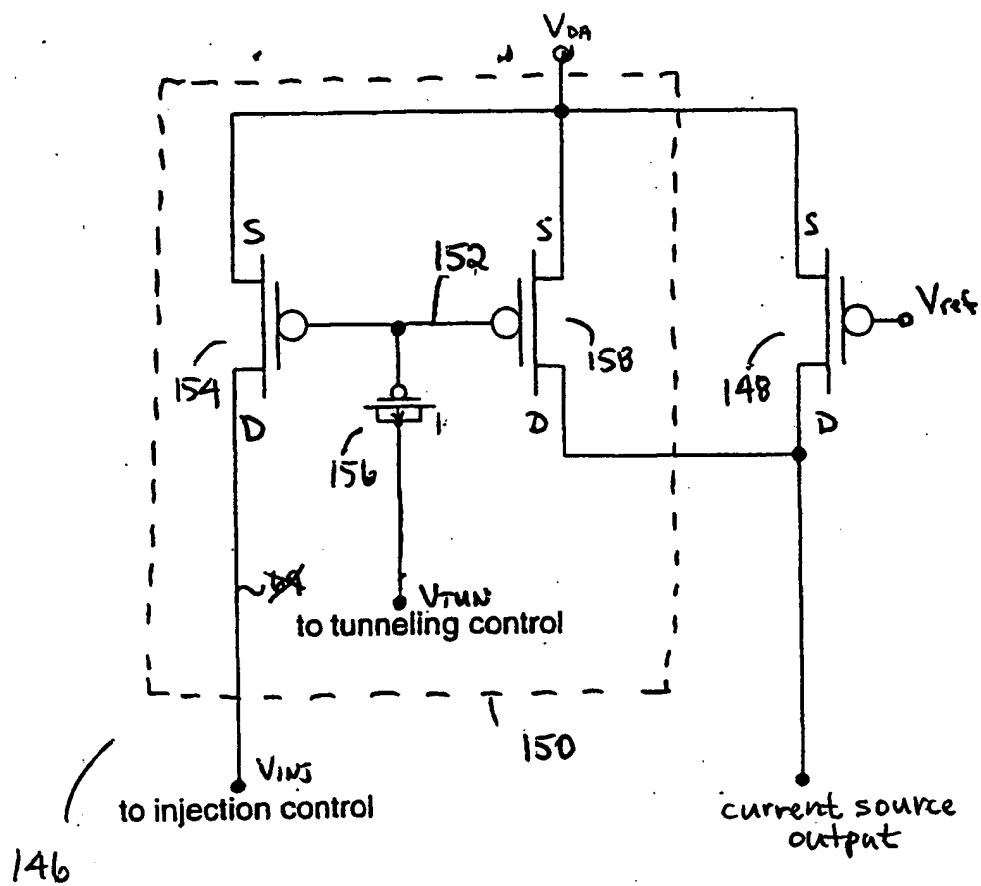 VDA
S
S
S
152
Vref
154
158
148
D
D
D
156
VTUN
to tunneling control
150
VINJ
to injection control
current source
output
146